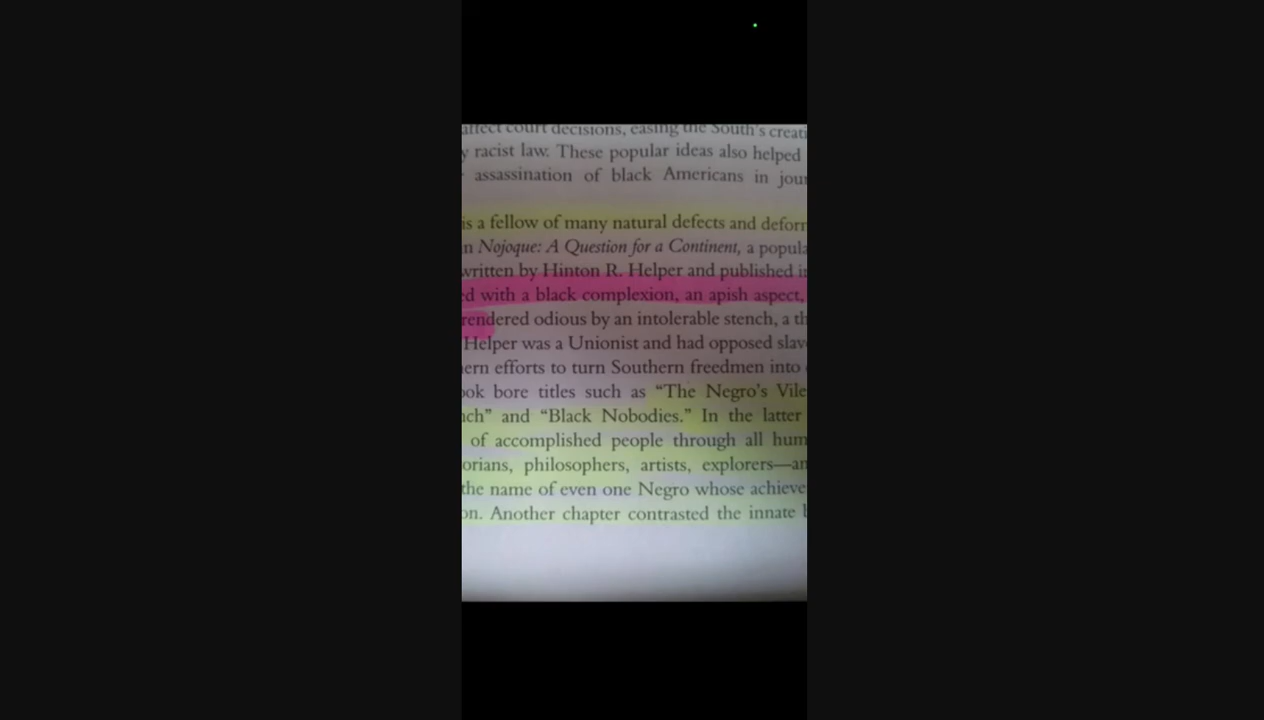 affect court decisions, easing the South's creati
y racist law. These popular ideas also helped
assassination of black Americans in jour
is a fellow of many natural defects and deform
n Nojoque: A Question for a Continent, a popula
written by Hinton R. Helper and published in
ed with a black complexion, an apish aspect,
rendered odious by an intolerable stench, a th
Helper was a Unionist and had opposed slave
ern efforts to turn Southern freedmen into
ok bore titles such as “The Negro's Vile
ch” and “Black Nobodies.” In the latter
of accomplished people through all hum
orians, philosophers, artists, explorers—an
the name of even one Negro whose achieve
on. Another chapter contrasted the innate b